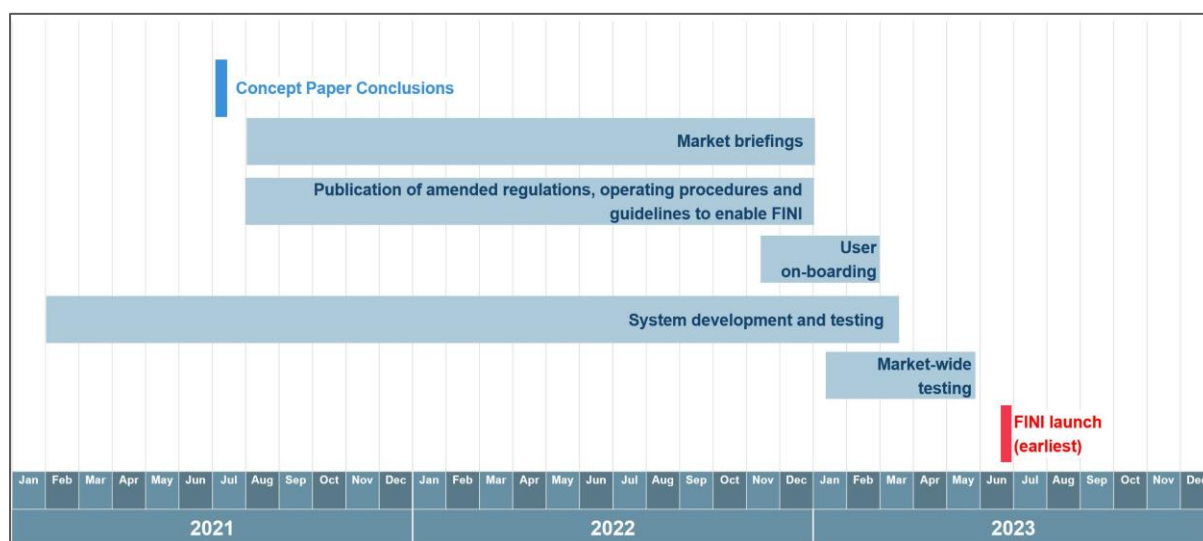 Concept Paper Conclusions
Market briefings
Publication of amended regulations, operating procedures and
guidelines to enable FINI
User
on-boarding
System development and testing
Market-wide
testing
FINI launch
(earliest)
Jan Feb Mar Apr May Jun Jul Aug Sep Oct Nov Dec Jan Feb Mar Apr May Jun Jul Aug Sep Oct Nov Dec Jan Feb Mar Apr May Jun Jul Aug Sep Oct Nov Dec
2021 2022 2023